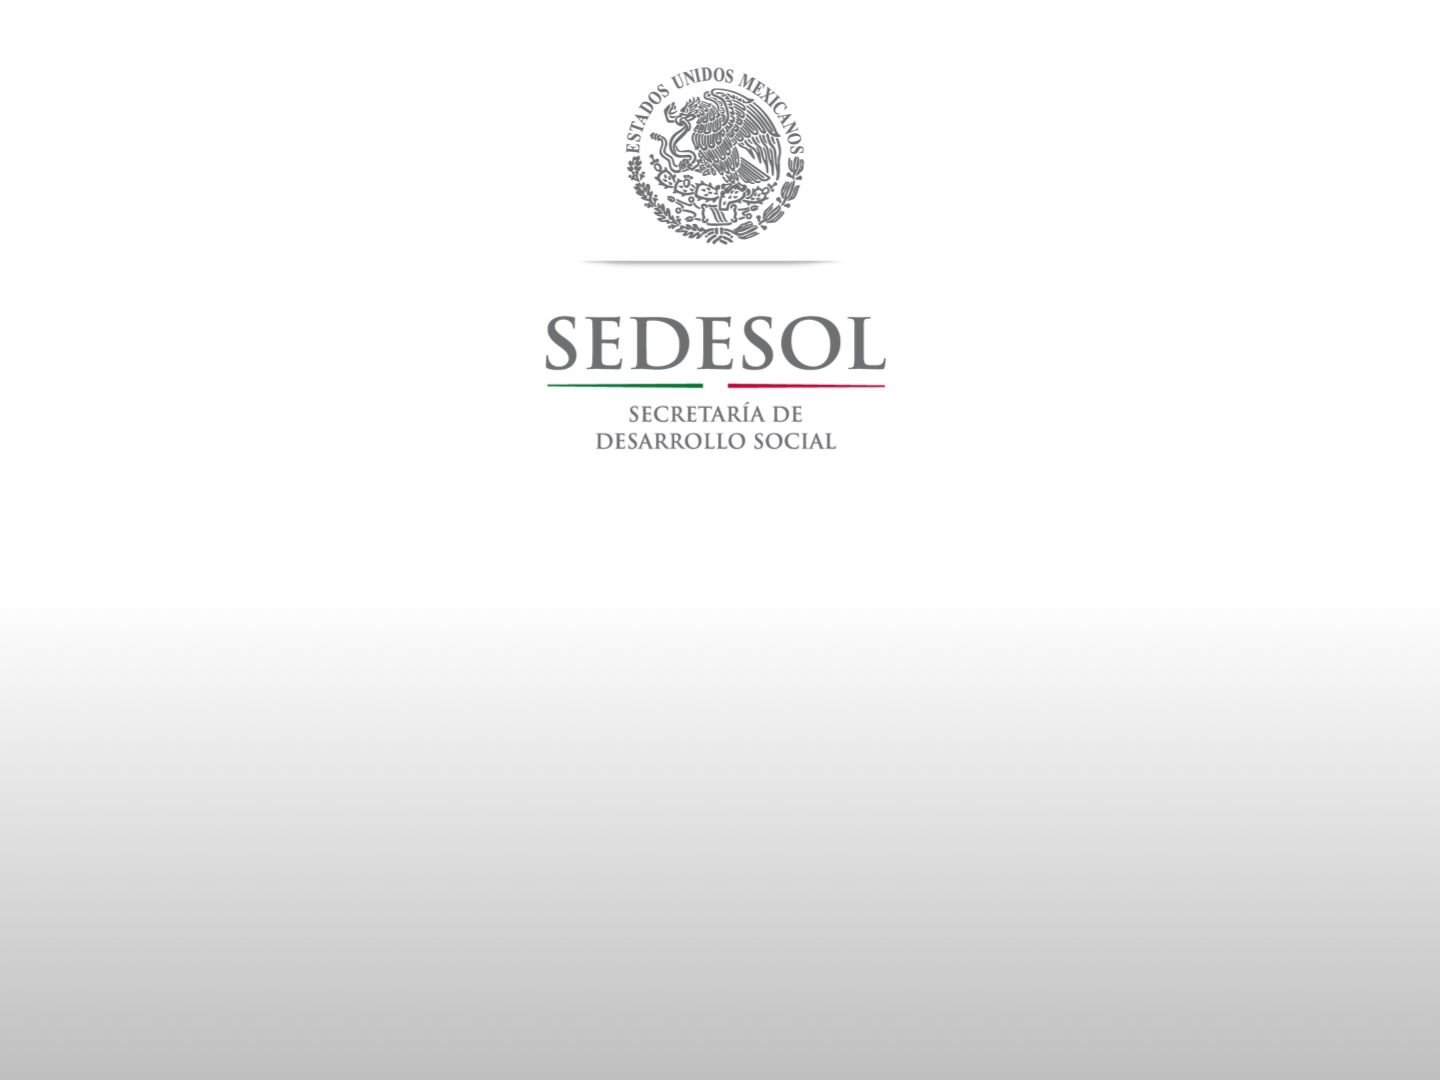 ESTADOS UNIDOS MEXICANOS
SEDESOL
SECRETARÍA DE
DESARROLLO SOCIAL